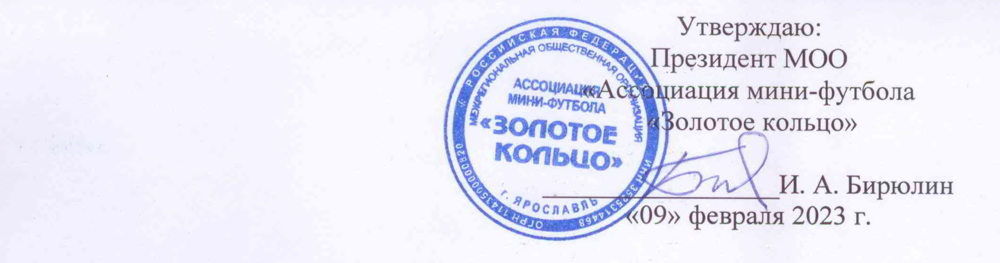 Утверждаю:
Президент МОО
«Ассоциация мини-футбола
«Золотое кольцо»
И. А. Бирюлин
«09» февраля 2023 г.
РОССИЙСКАЯ ФЕДЕРАЦИЯ
МЕЖРЕГИОНАЛЬНАЯ ОБЩЕСТВЕННАЯ ОРГАНИЗАЦИЯ
АССОЦИАЦИЯ
МИНИ-ФУТБОЛА
«ЗОЛОТОЕ
КОЛЬЦО»
г. ЯРОСЛАВЛЬ
ОГРН 1143500000820
ИНН 3525314468